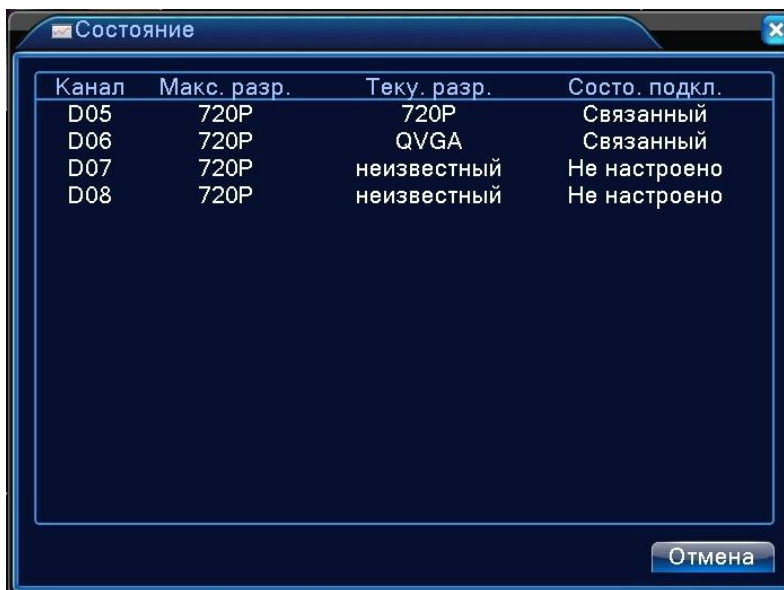 Состояние
Канал Макс. разр. Теку. разр. Состо. подкл.
D05 720P 720P Связанный
D06 720P QVGA Связанный
D07 720P неизвестный Не настроено
D08 720P неизвестный Не настроено
Отмена